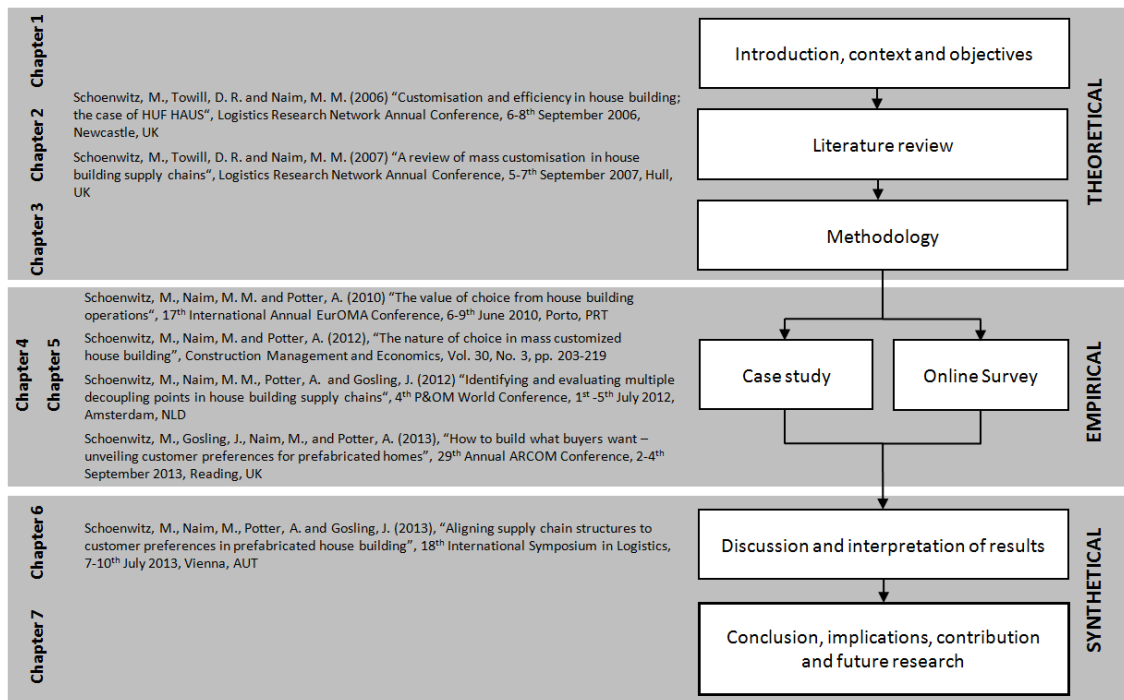 Chapter 1
Introduction, context and objectives
Chapter 2
Schoenwitz, M., Towill, D. R. and Naim, M. M. (2006) “Customisation and efficiency in house building;
the case of HUF HAUS“, Logistics Research Network Annual Conference, 6-8th September 2006,
Newcastle, UK
Schoenwitz, M., Towill, D. R. and Naim, M. M. (2007) “A review of mass customisation in house
building supply chains“, Logistics Research Network Annual Conference, 5-7th September 2007, Hull,
UK
Literature review
Chapter 3
Methodology
THEORETICAL
Chapter 4
Chapter 5
Schoenwitz, M., Naim, M. M. and Potter, A. (2010) “The value of choice from house building
operations“, 17th International Annual EurOMA Conference, 6-9th June 2010, Porto, PRT
Schoenwitz, M., Naim, M. and Potter, A. (2012), “The nature of choice in mass customized
house building”, Construction Management and Economics, Vol. 30, No. 3, pp. 203-219
Schoenwitz, M., Naim, M. M., Potter, A. and Gosling, J. (2012) “Identifying and evaluating multiple
decoupling points in house building supply chains“, 4th P&OM World Conference, 1st -5th July 2012,
Amsterdam, NLD
Schoenwitz, M., Gosling, J., Naim, M., and Potter, A. (2013), “How to build what buyers want –
unveiling customer preferences for prefabricated homes”, 29th Annual ARCOM Conference, 2-4th
September 2013, Reading, UK
Case study
Online Survey
EMPIRICAL
Chapter 6
Schoenwitz, M., Naim, M., Potter, A. and Gosling, J. (2013), “Aligning supply chain structures to
customer preferences in prefabricated house building”, 18th International Symposium in Logistics,
7-10th July 2013, Vienna, AUT
Discussion and interpretation of results
Chapter 7
Conclusion, implications, contribution
and future research
SYNTHETICAL